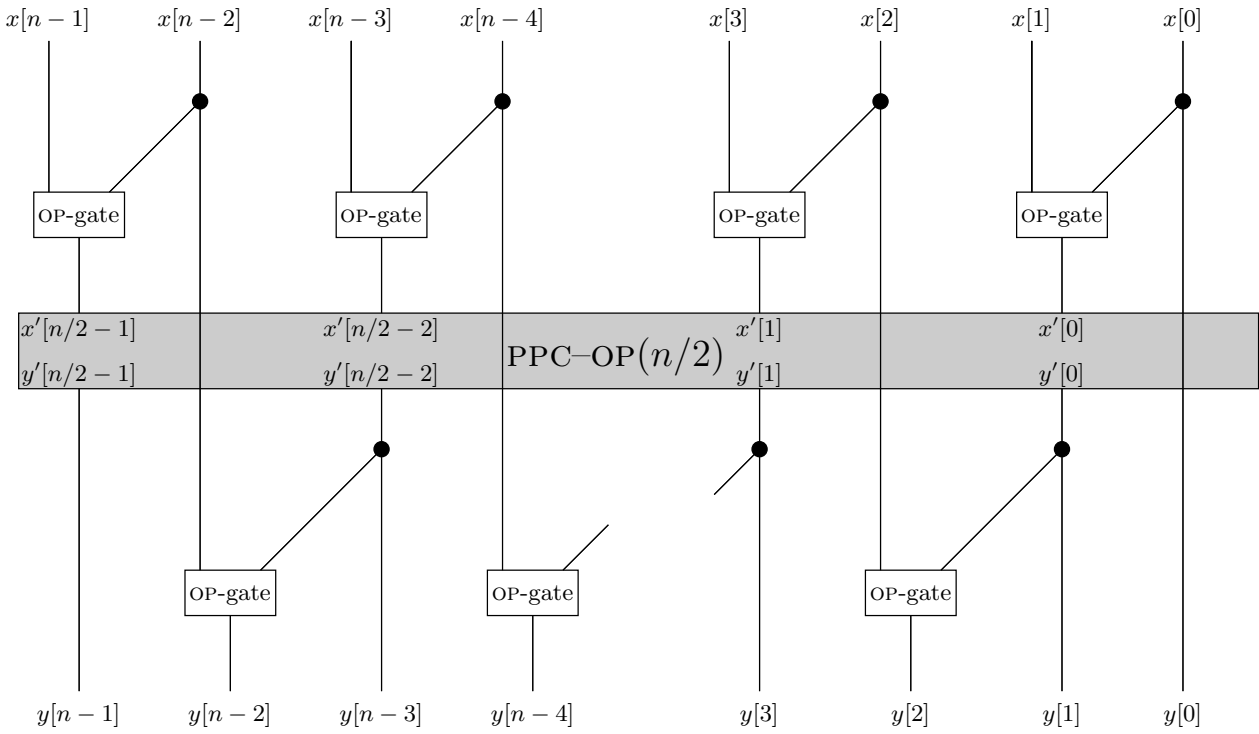 x[n − 1] x[n − 2] x[n − 3] x[n − 4] x[3] x[2] x[1] x[0]
OP-gate OP-gate OP-gate OP-gate
x′[n/2 − 1] x′[n/2 − 2] x′[1] x′[0]
PPC–OP(n/2)
y′[n/2 − 1] y′[n/2 − 2] y′[1] y′[0]
OP-gate OP-gate OP-gate
y[n − 1] y[n − 2] y[n − 3] y[n − 4] y[3] y[2] y[1] y[0]